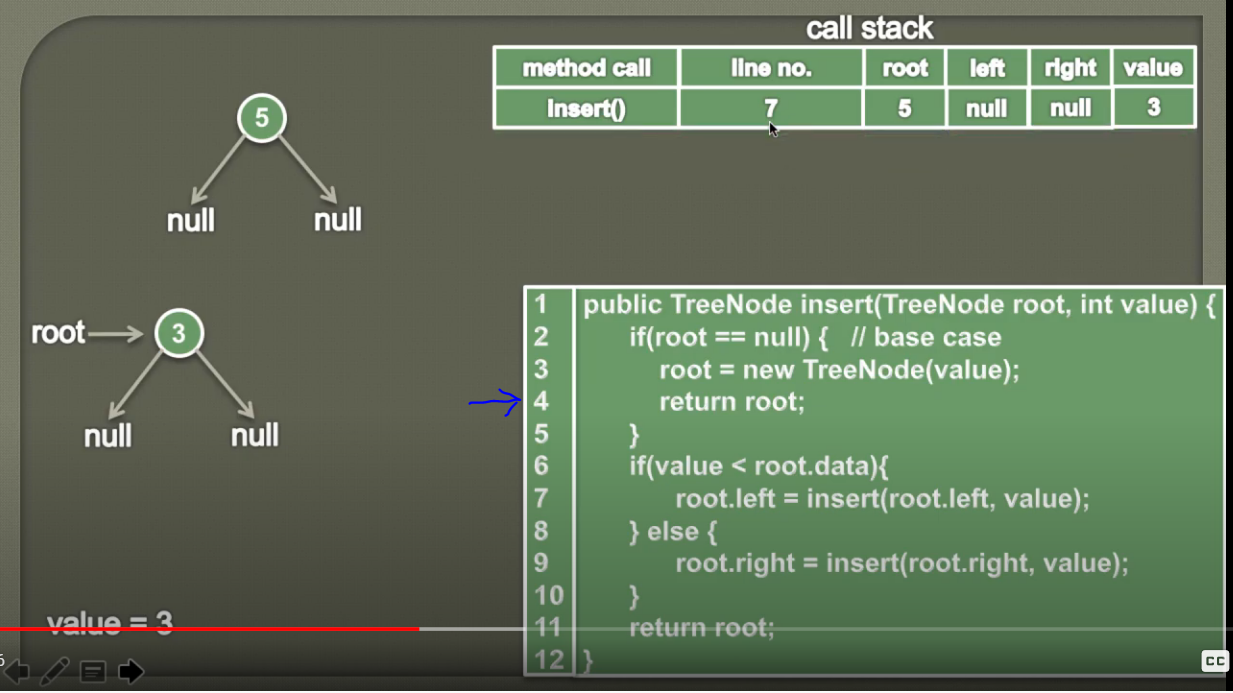 call stack
method call line no. root left right value
insert() 7 5 null null 3
5
null null
root 3
null null
1 public TreeNode insert(TreeNode root, int value) {
2 if(root == null) { // base case
3 root = new TreeNode(value);
4 return root;
5 }
6 if(value < root.data){
7 root.left = insert(root.left, value);
8 } else {
9 root.right = insert(root.right, value);
10 }
11 return root;
12 }
value = 3
6
CC